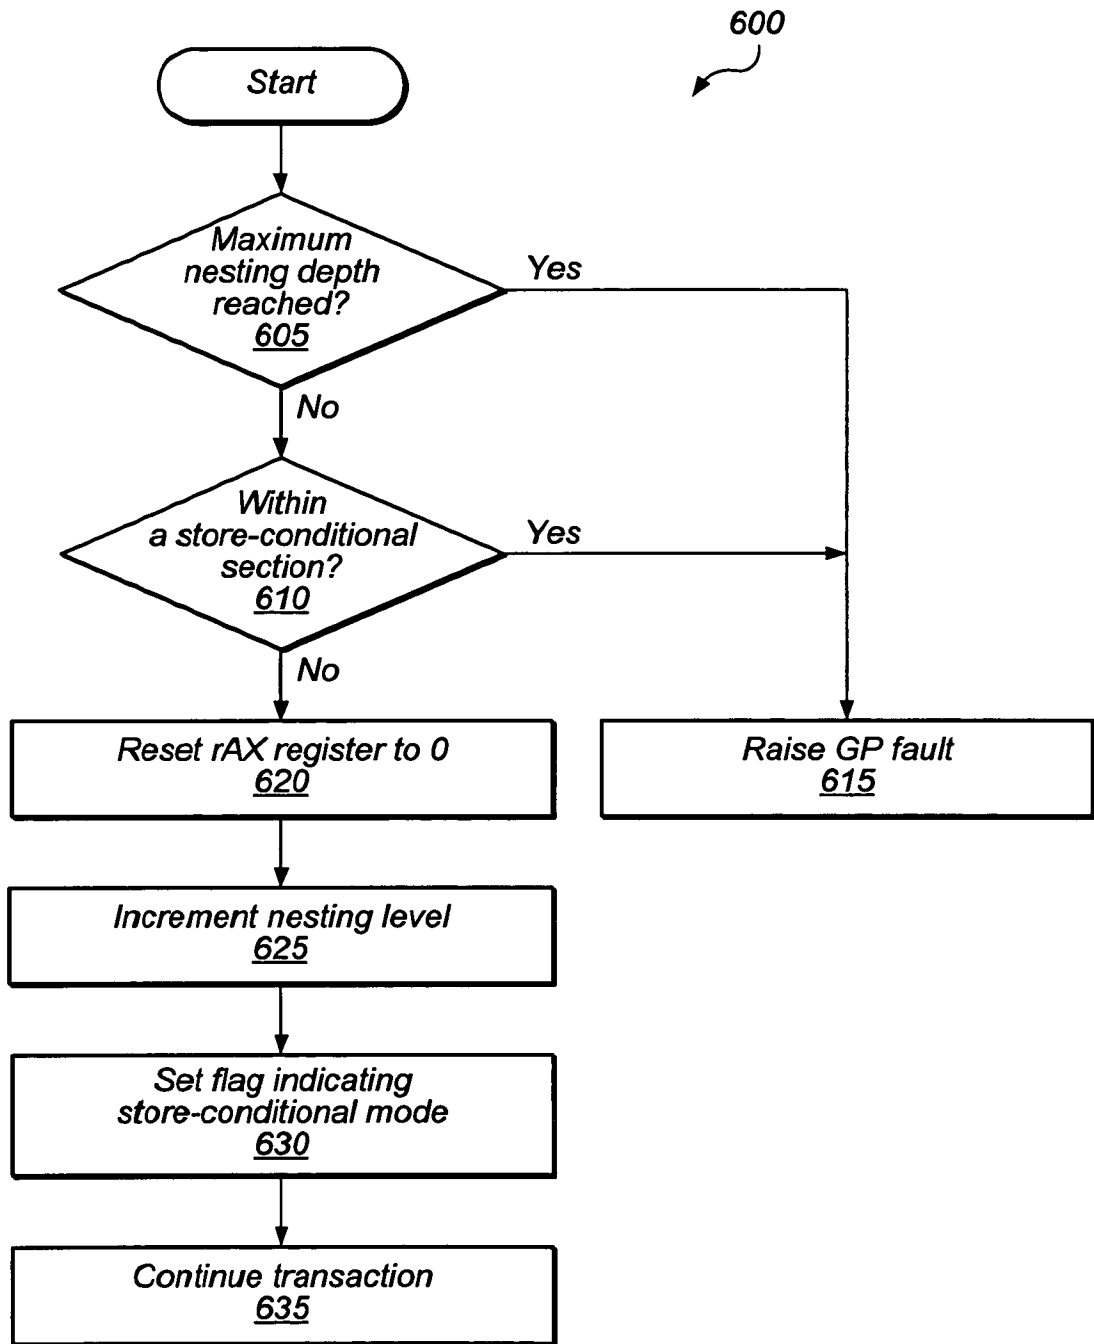 600
Start
Maximum
nesting depth
reached?
605
Yes
No
Within
a store-conditional
section?
610
Yes
No
Reset rAX register to 0
620
Raise GP fault
615
Increment nesting level
625
Set flag indicating
store-conditional mode
630
Continue transaction
635